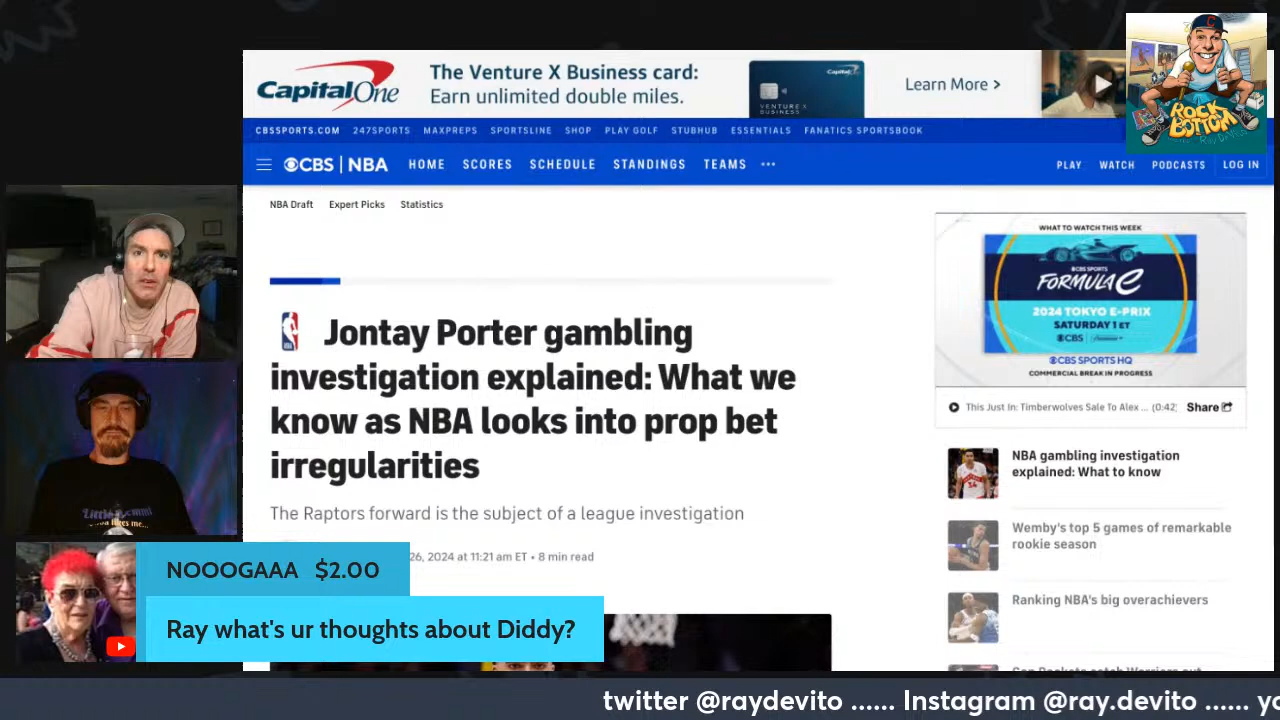 CapitalOne
The Venture X Business card:
Earn unlimited double miles.
CapitalOne
VENTURE X
BUSINESS
Learn More >
ROCK
BOTTOM
CBSSPORTS.COM 247SPORTS MAXPREPS SPORTSLINE SHOP PLAY GOLF STUBHUB ESSENTIALS FANATICS SPORTSBOOK
CBS | NBA HOME SCORES SCHEDULE STANDINGS TEAMS ••• PLAY WATCH PODCASTS LOG IN
NBA Draft Expert Picks Statistics
Jontay Porter gambling
investigation explained: What we
know as NBA looks into prop bet
irregularities
The Raptors forward is the subject of a league investigation
26, 2024 at 11:21 am ET • 8 min read
WHAT TO WATCH THIS WEEK
CBS SPORTS
FORMULA E
2024 TOKYO E-PRIX
SATURDAY 1 ET
CBS
CBS SPORTS HQ
COMMERCIAL BREAK IN PROGRESS
This Just In: Timberwolves Sale To Alex ... (0:42) Share
NBA gambling investigation
explained: What to know
Wemby's top 5 games of remarkable
rookie season
Ranking NBA's big overachievers
NOOOGAAA $2.00
Ray what's ur thoughts about Diddy?
twitter @raydevito ...... Instagram @ray.devito ...... yo